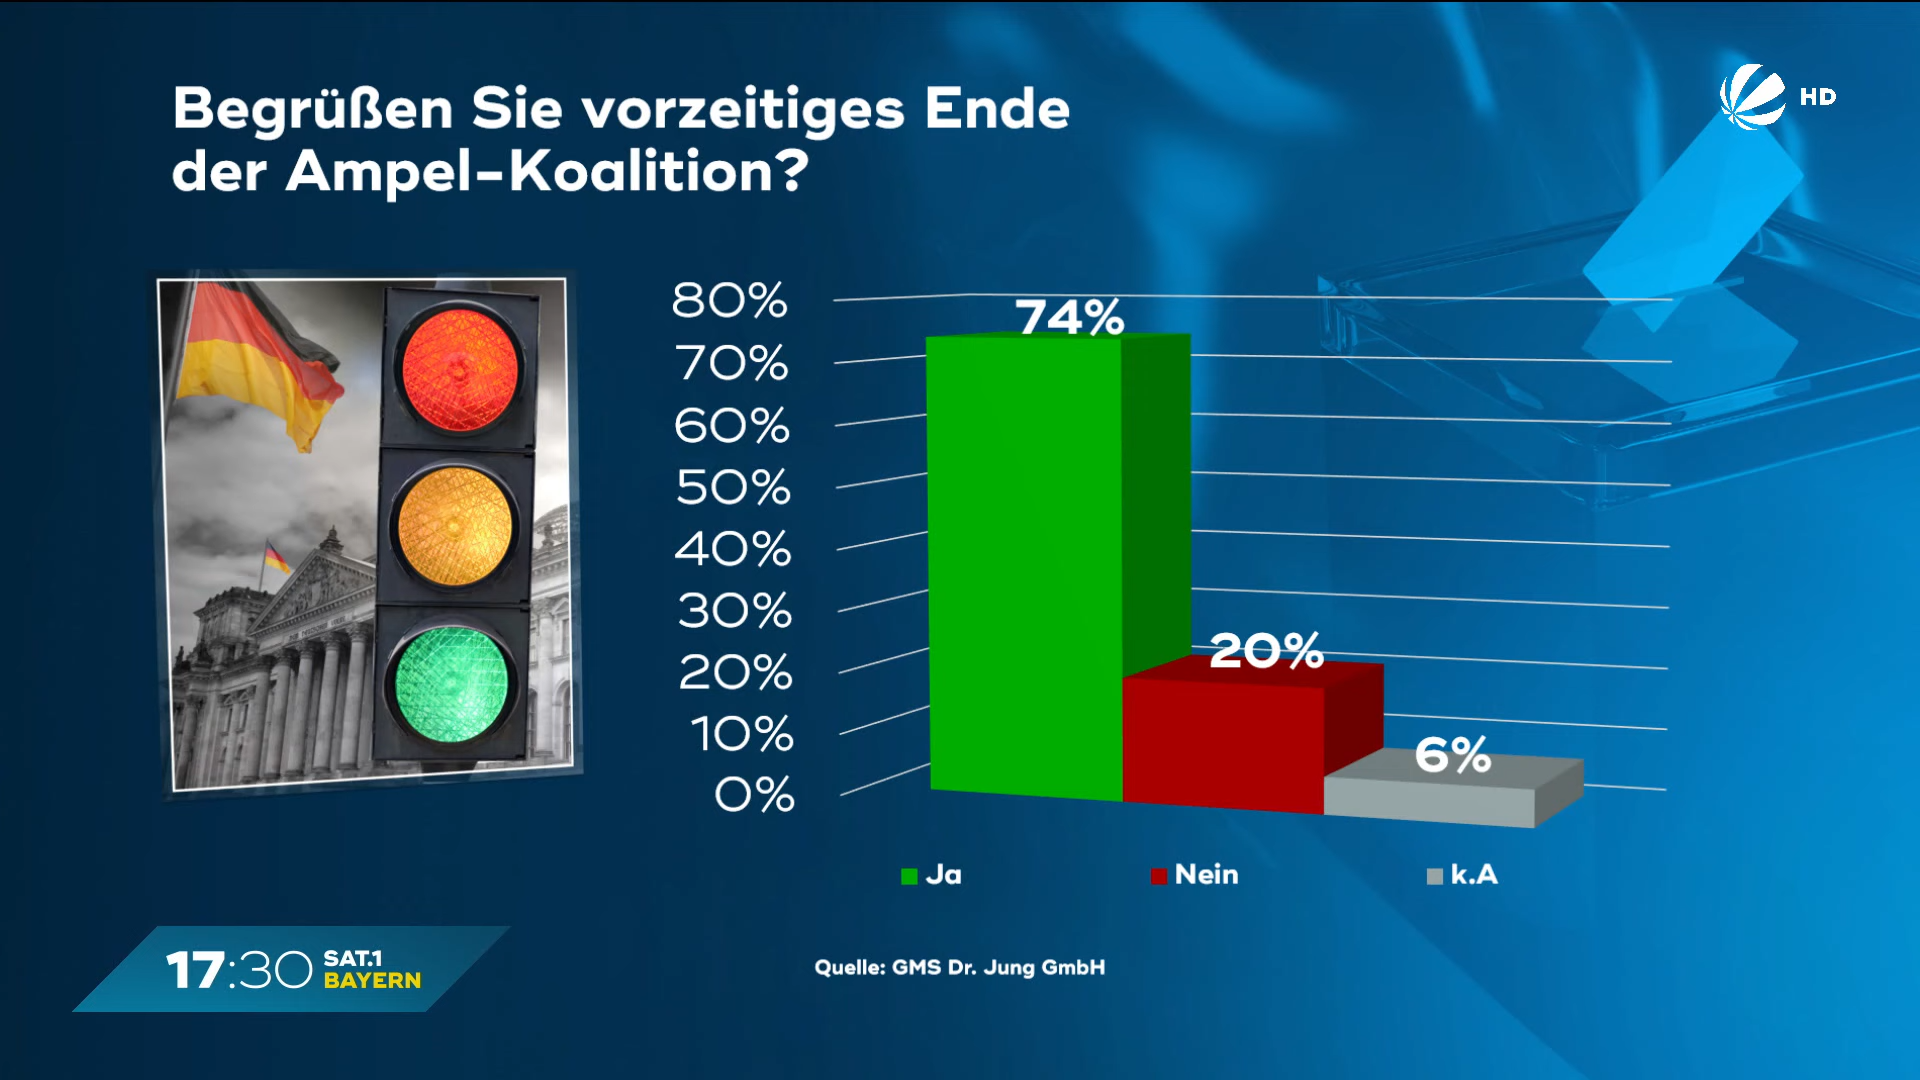 Begrüßen Sie vorzeitiges Ende
der Ampel-Koalition?
HD
80%
70%
60%
50%
40%
30%
20%
10%
0%
74%
20%
6%
Ja
Nein
k.A
17:30 SAT.1
BAYERN
Quelle: GMS Dr. Jung GmbH